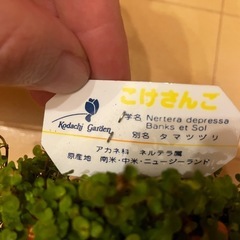 こけさんご
Kodachi Garden
学名 Nertera depressa
Banks et Sol
別名 タマツヅリ
アカネ科 ネルテラ属
原産地 南米・中米・ニュージーランド